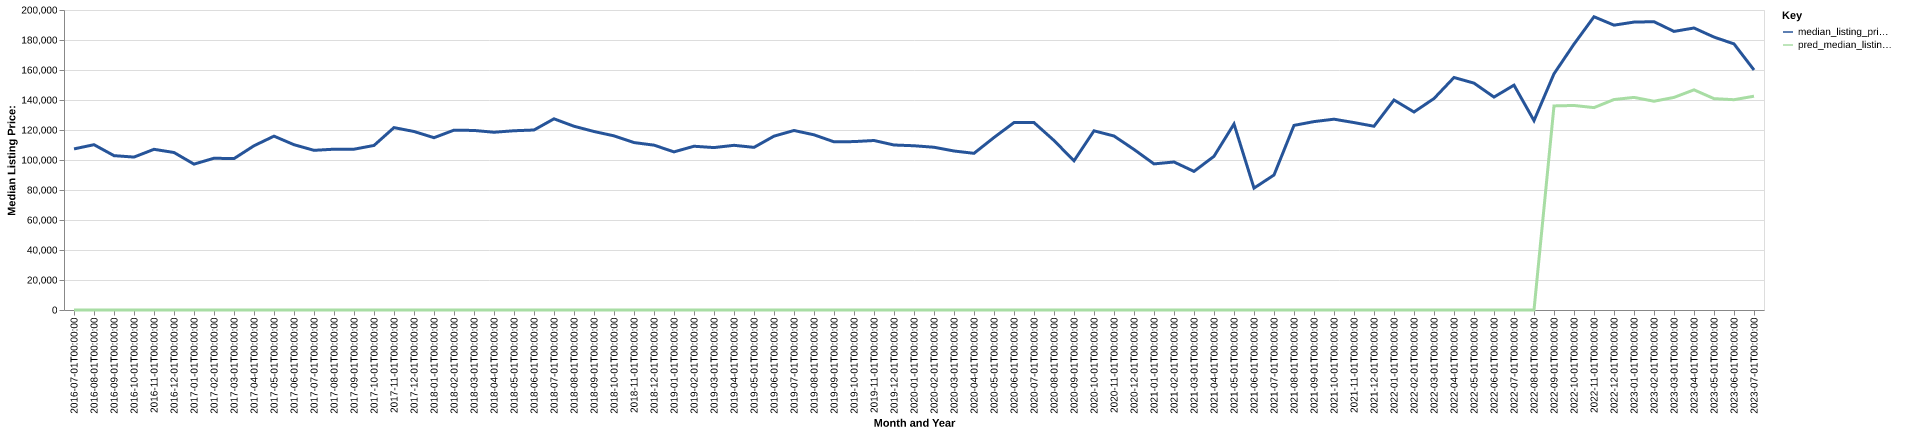 200,000
180,000
160,000
140,000
120,000
100,000
80,000
60,000
40,000
20,000
0
Median Listing Price:
2016-07-01T00:00:00
2016-08-01T00:00:00
2016-09-01T00:00:00
2016-10-01T00:00:00
2016-11-01T00:00:00
2016-12-01T00:00:00
2017-01-01T00:00:00
2017-02-01T00:00:00
2017-03-01T00:00:00
2017-04-01T00:00:00
2017-05-01T00:00:00
2017-06-01T00:00:00
2017-07-01T00:00:00
2017-08-01T00:00:00
2017-09-01T00:00:00
2017-10-01T00:00:00
2017-11-01T00:00:00
2017-12-01T00:00:00
2018-01-01T00:00:00
2018-02-01T00:00:00
2018-03-01T00:00:00
2018-04-01T00:00:00
2018-05-01T00:00:00
2018-06-01T00:00:00
2018-07-01T00:00:00
2018-08-01T00:00:00
2018-09-01T00:00:00
2018-10-01T00:00:00
2018-11-01T00:00:00
2018-12-01T00:00:00
2019-01-01T00:00:00
2019-02-01T00:00:00
2019-03-01T00:00:00
2019-04-01T00:00:00
2019-05-01T00:00:00
2019-06-01T00:00:00
2019-07-01T00:00:00
2019-08-01T00:00:00
2019-09-01T00:00:00
2019-10-01T00:00:00
2019-11-01T00:00:00
2019-12-01T00:00:00
2020-01-01T00:00:00
2020-02-01T00:00:00
2020-03-01T00:00:00
2020-04-01T00:00:00
2020-05-01T00:00:00
2020-06-01T00:00:00
2020-07-01T00:00:00
2020-08-01T00:00:00
2020-09-01T00:00:00
2020-10-01T00:00:00
2020-11-01T00:00:00
2020-12-01T00:00:00
2021-01-01T00:00:00
2021-02-01T00:00:00
2021-03-01T00:00:00
2021-04-01T00:00:00
2021-05-01T00:00:00
2021-06-01T00:00:00
2021-07-01T00:00:00
2021-08-01T00:00:00
2021-09-01T00:00:00
2021-10-01T00:00:00
2021-11-01T00:00:00
2021-12-01T00:00:00
2022-01-01T00:00:00
2022-02-01T00:00:00
2022-03-01T00:00:00
2022-04-01T00:00:00
2022-05-01T00:00:00
2022-06-01T00:00:00
2022-07-01T00:00:00
2022-08-01T00:00:00
2022-09-01T00:00:00
2022-10-01T00:00:00
2022-11-01T00:00:00
2022-12-01T00:00:00
2023-01-01T00:00:00
2023-02-01T00:00:00
2023-03-01T00:00:00
2023-04-01T00:00:00
2023-05-01T00:00:00
2023-06-01T00:00:00
2023-07-01T00:00:00
Month and Year
Key
median_listing_pri…
pred_median_listin…